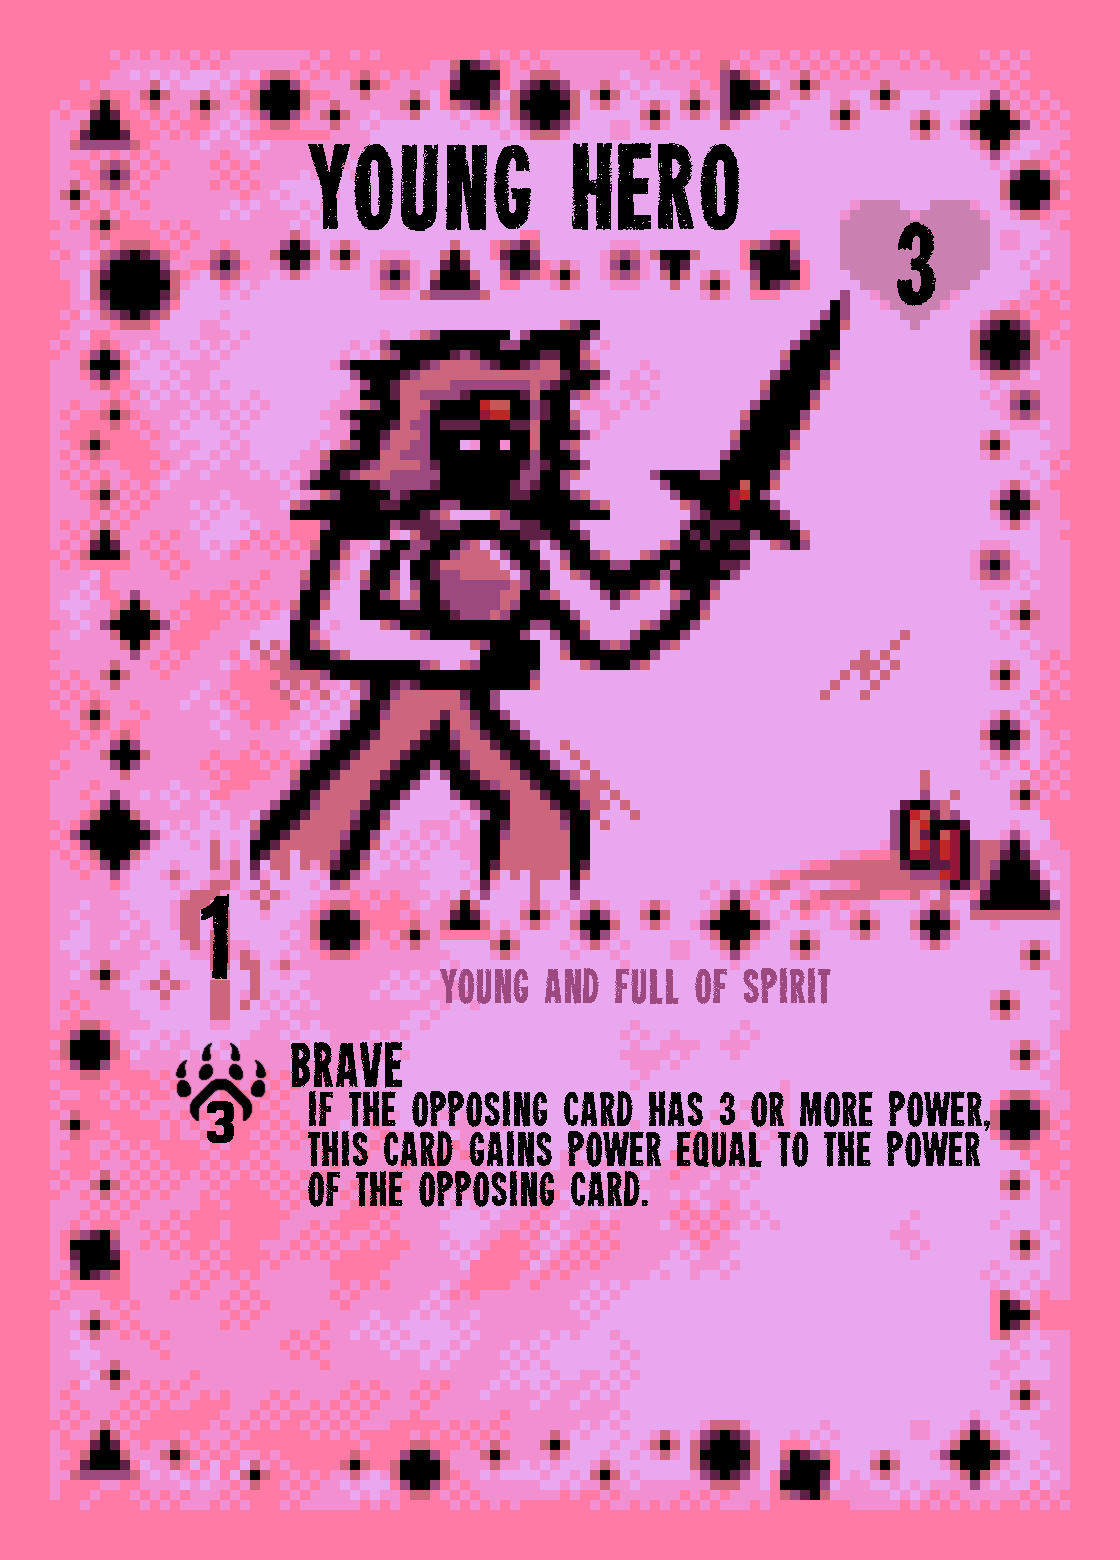 YOUNG HERO
3
1
YOUNG AND FULL OF SPIRIT
BRAVE
3
IF THE OPPOSING CARD HAS 3 OR MORE POWER,
THIS CARD GAINS POWER EQUAL TO THE POWER
OF THE OPPOSING CARD.